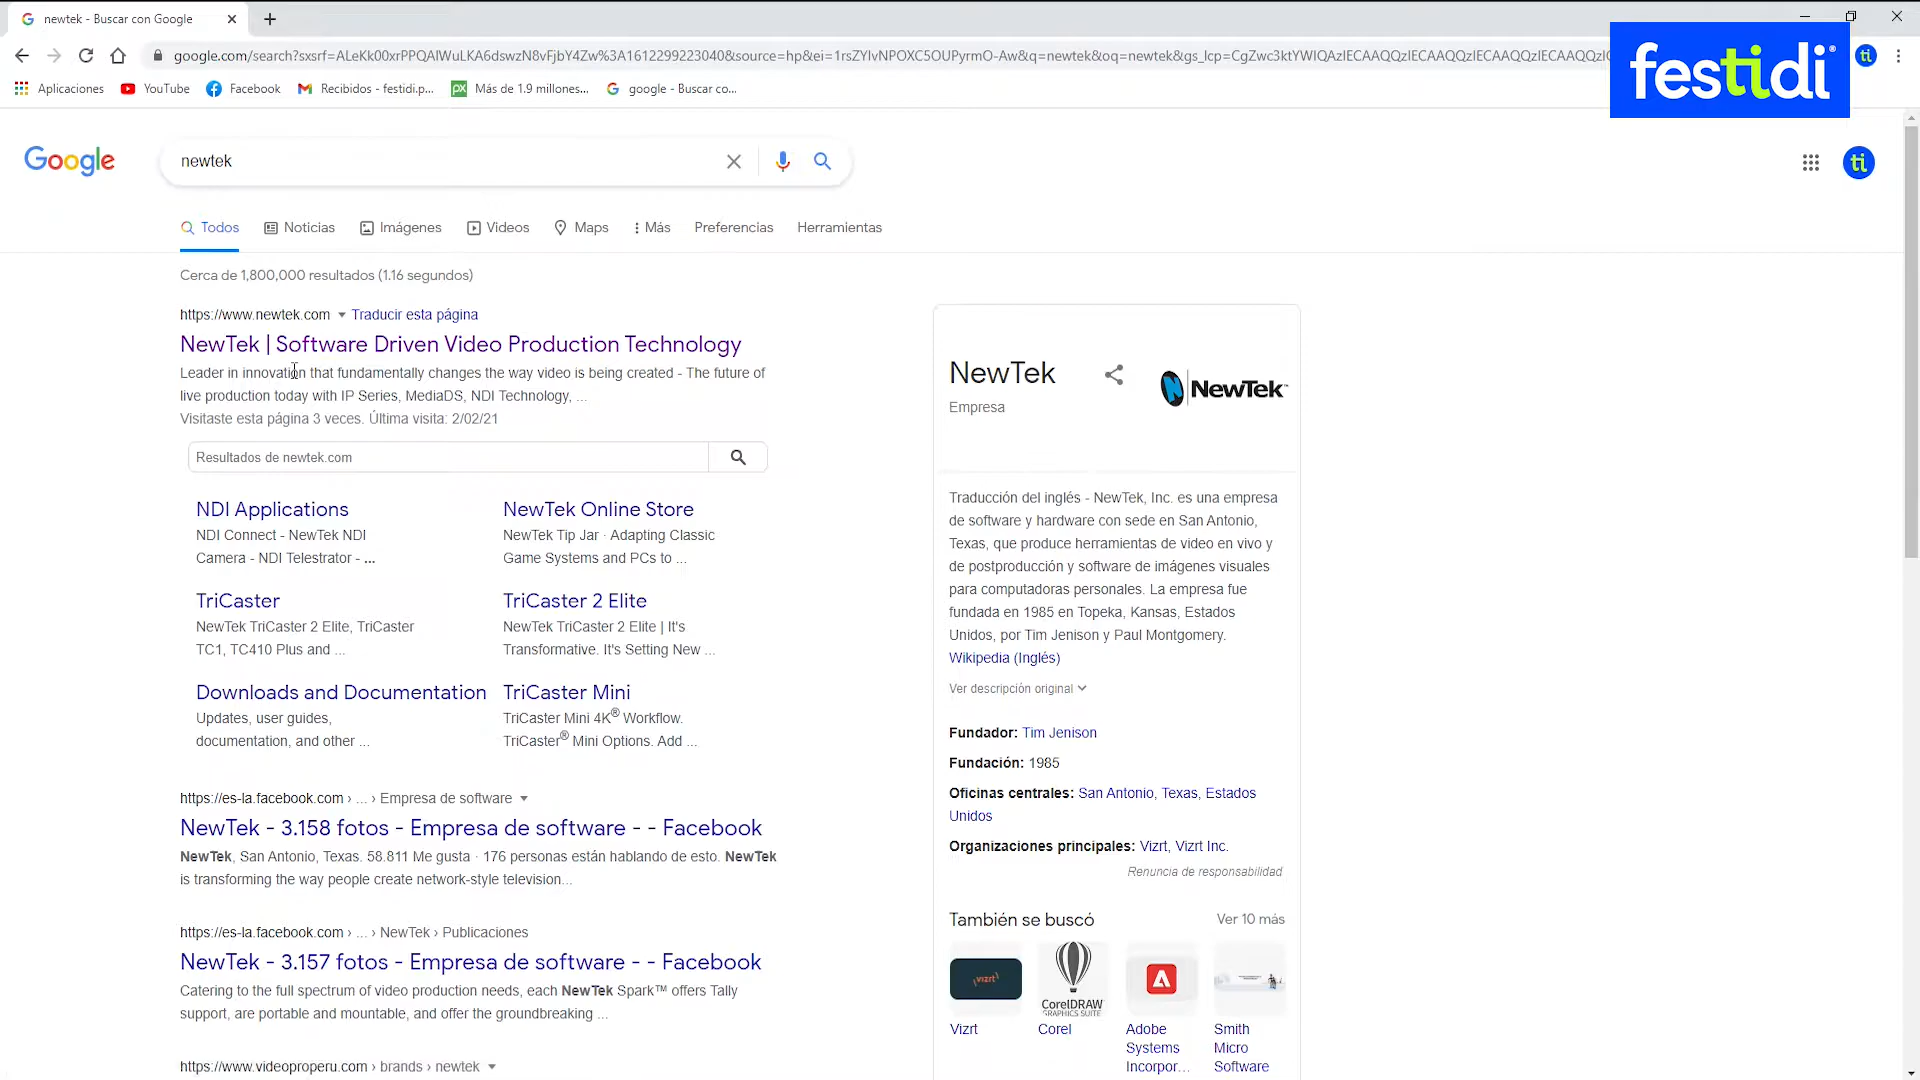 newtek - Buscar con Google
google.com/search?sxsrf=ALeKk00xrPPQAIWuLKA6dswzN8vFjbY4Zw%3A1612299223040&source=hp&ei=1rsZYIvNPOXC5OUPyrmO-Aw&q=newtek&oq=newtek&gs_lcp=CgZwc3ktYWIQAzIECAAQQzIECAAQQzIECAAQQzIECAAQQzIC
festidi
ti
Aplicaciones
YouTube
Facebook
Recibidos - festidi.p...
Más de 1.9 millones...
google - Buscar co...
Google
newtek
ti
Todos
Noticias
Imágenes
Videos
Maps
Más
Preferencias
Herramientas
Cerca de 1,800,000 resultados (1.16 segundos)
https://www.newtek.com
Traducir esta página
NewTek | Software Driven Video Production Technology
Leader in innovation that fundamentally changes the way video is being created - The future of
live production today with IP Series, MediaDS, NDI Technology, ...
Visitaste esta página 3 veces. Última visita: 2/02/21
Resultados de newtek.com
NDI Applications
NDI Connect - NewTek NDI
Camera - NDI Telestrator - ...
NewTek Online Store
NewTek Tip Jar · Adapting Classic
Game Systems and PCs to ...
TriCaster
NewTek TriCaster 2 Elite, TriCaster
TC1, TC410 Plus and ...
TriCaster 2 Elite
NewTek TriCaster 2 Elite | It's
Transformative. It's Setting New ...
Downloads and Documentation
Updates, user guides,
documentation, and other ...
TriCaster Mini
TriCaster Mini 4K® Workflow.
TriCaster® Mini Options. Add ...
https://es-la.facebook.com › ... › Empresa de software
NewTek - 3.158 fotos - Empresa de software - - Facebook
NewTek, San Antonio, Texas. 58.811 Me gusta · 176 personas están hablando de esto. NewTek
is transforming the way people create network-style television...
https://es-la.facebook.com › ... › NewTek › Publicaciones
NewTek - 3.157 fotos - Empresa de software - - Facebook
Catering to the full spectrum of video production needs, each NewTek Spark™ offers Tally
support, are portable and mountable, and offer the groundbreaking ...
https://www.videoproperu.com › brands › newtek
NewTek
Empresa
NewTek™
Traducción del inglés - NewTek, Inc. es una empresa
de software y hardware con sede en San Antonio,
Texas, que produce herramientas de video en vivo y
de postproducción y software de imágenes visuales
para computadoras personales. La empresa fue
fundada en 1985 en Topeka, Kansas, Estados
Unidos, por Tim Jenison y Paul Montgomery.
Wikipedia (Inglés)
Ver descripción original
Fundador: Tim Jenison
Fundación: 1985
Oficinas centrales: San Antonio, Texas, Estados
Unidos
Organizaciones principales: Vizrt, Vizrt Inc.
Renuncia de responsabilidad
También se buscó
Ver 10 más
vizrt
CorelDRAW
GRAPHICS SUITE
Vizrt
Corel
Adobe
Systems
Incorpor...
Smith
Micro
Software